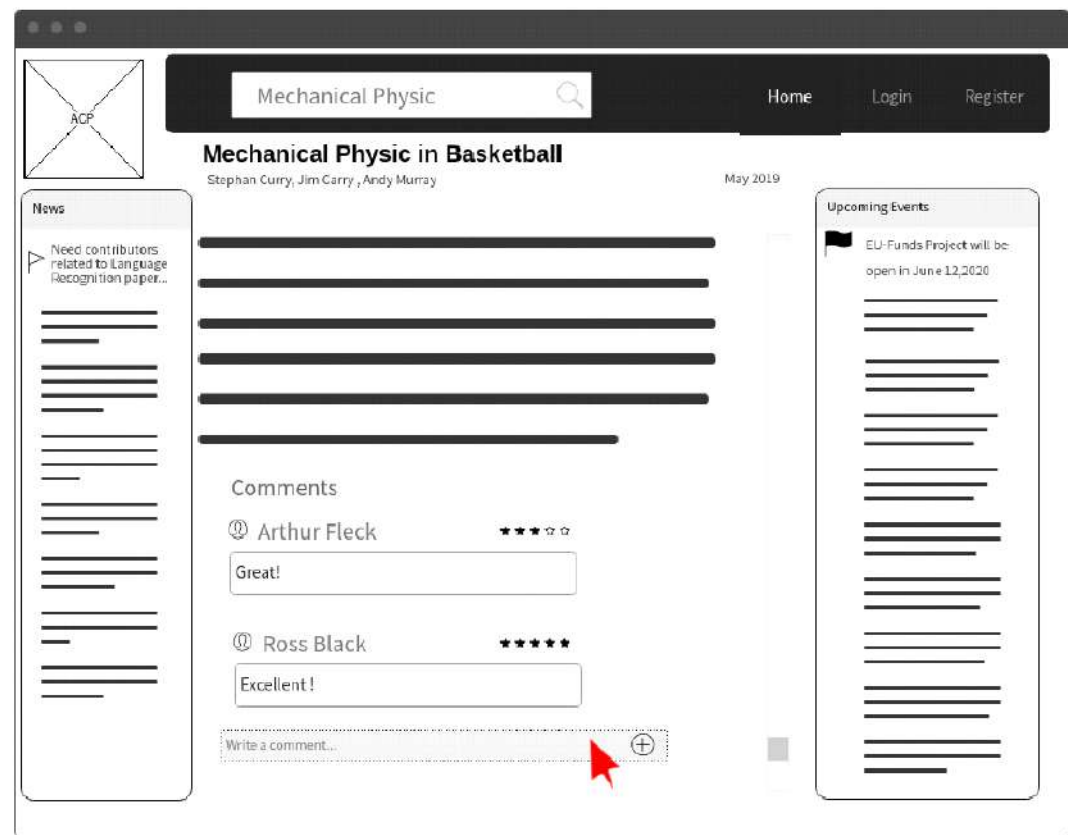 ACP
Mechanical Physic
Home
Login
Register
Mechanical Physic in Basketball
Stephan Curry, Jim Carry , Andy Murray
May 2019
News
Need contributors
related to Language
Recognition paper...
Comments
Arthur Fleck
Great!
Ross Black
Excellent !
Write a comment...
Upcoming Events
EU-Funds Project will be
open in June 12,2020